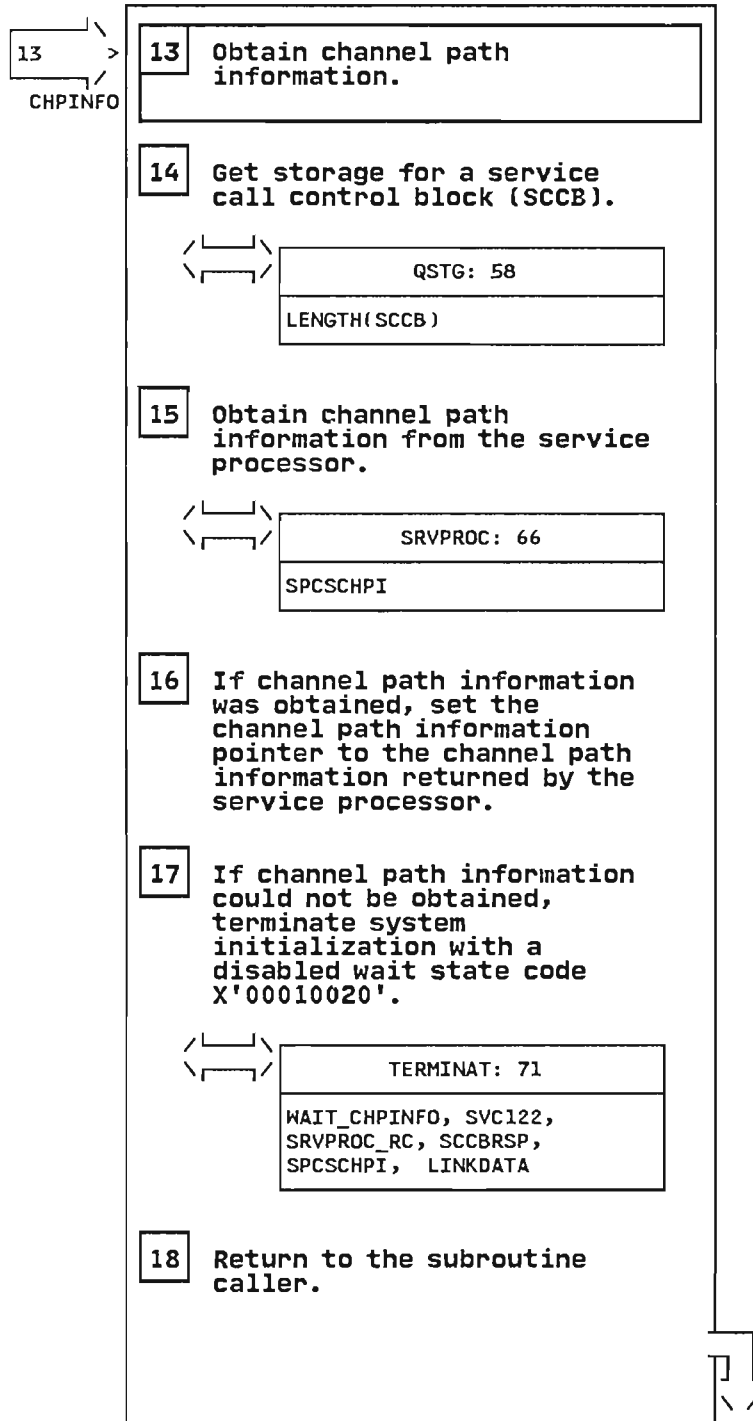 13
CHPINFO
13 Obtain channel path
information.
14 Get storage for a service
call control block (SCCB).
QSTG: 58
LENGTH(SCCB)
15 Obtain channel path
information from the service
processor.
SRVPROC: 66
SPCSCHPI
16 If channel path information
was obtained, set the
channel path information
pointer to the channel path
information returned by the
service processor.
17 If channel path information
could not be obtained,
terminate system
initialization with a
disabled wait state code
X'00010020'.
TERMINAT: 71
WAIT_CHPINFO, SVC122,
SRVPROC_RC, SCCBRSP,
SPCSCHPI, LINKDATA
18 Return to the subroutine
caller.